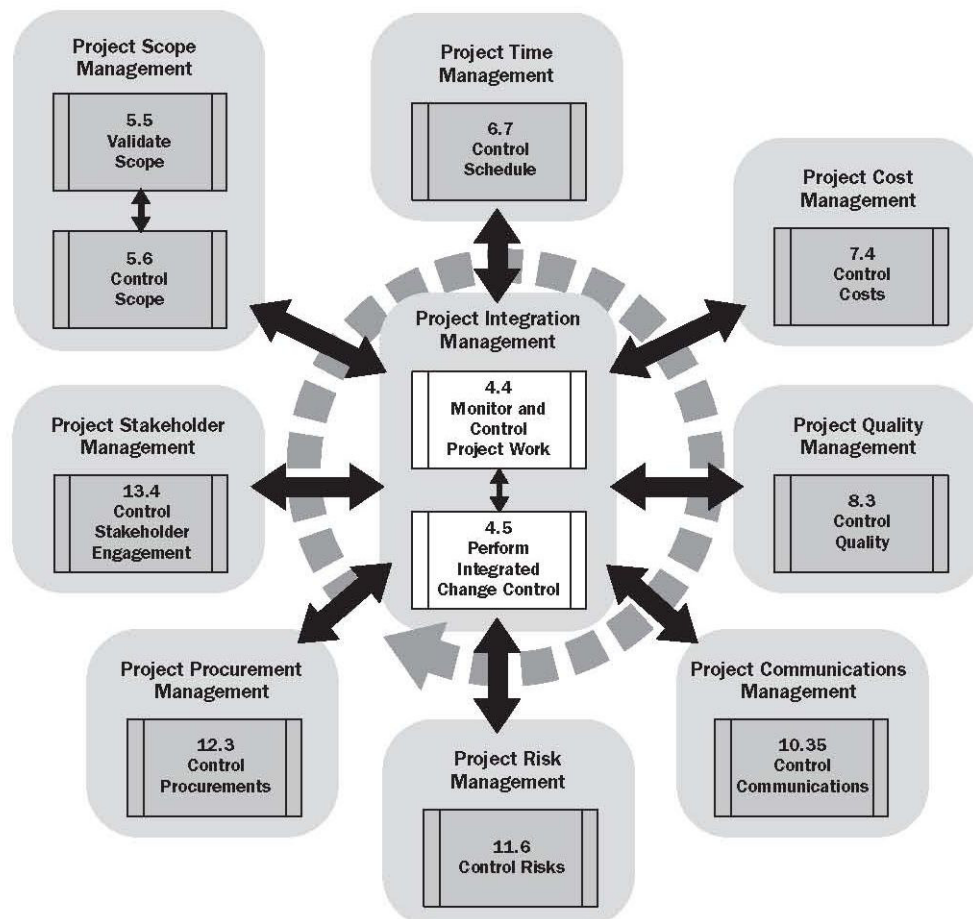 Project Scope
Management
5.5
Validate
Scope
5.6
Control
Scope
Project Time
Management
6.7
Control
Schedule
Project Cost
Management
7.4
Control
Costs
Project Integration
Management
4.4
Monitor and
Control
Project Work
4.5
Perform
Integrated
Change Control
Project Stakeholder
Management
13.4
Control
Stakeholder
Engagement
Project Quality
Management
8.3
Control
Quality
Project Procurement
Management
12.3
Control
Procurements
Project Risk
Management
11.6
Control Risks
Project Communications
Management
10.35
Control
Communications